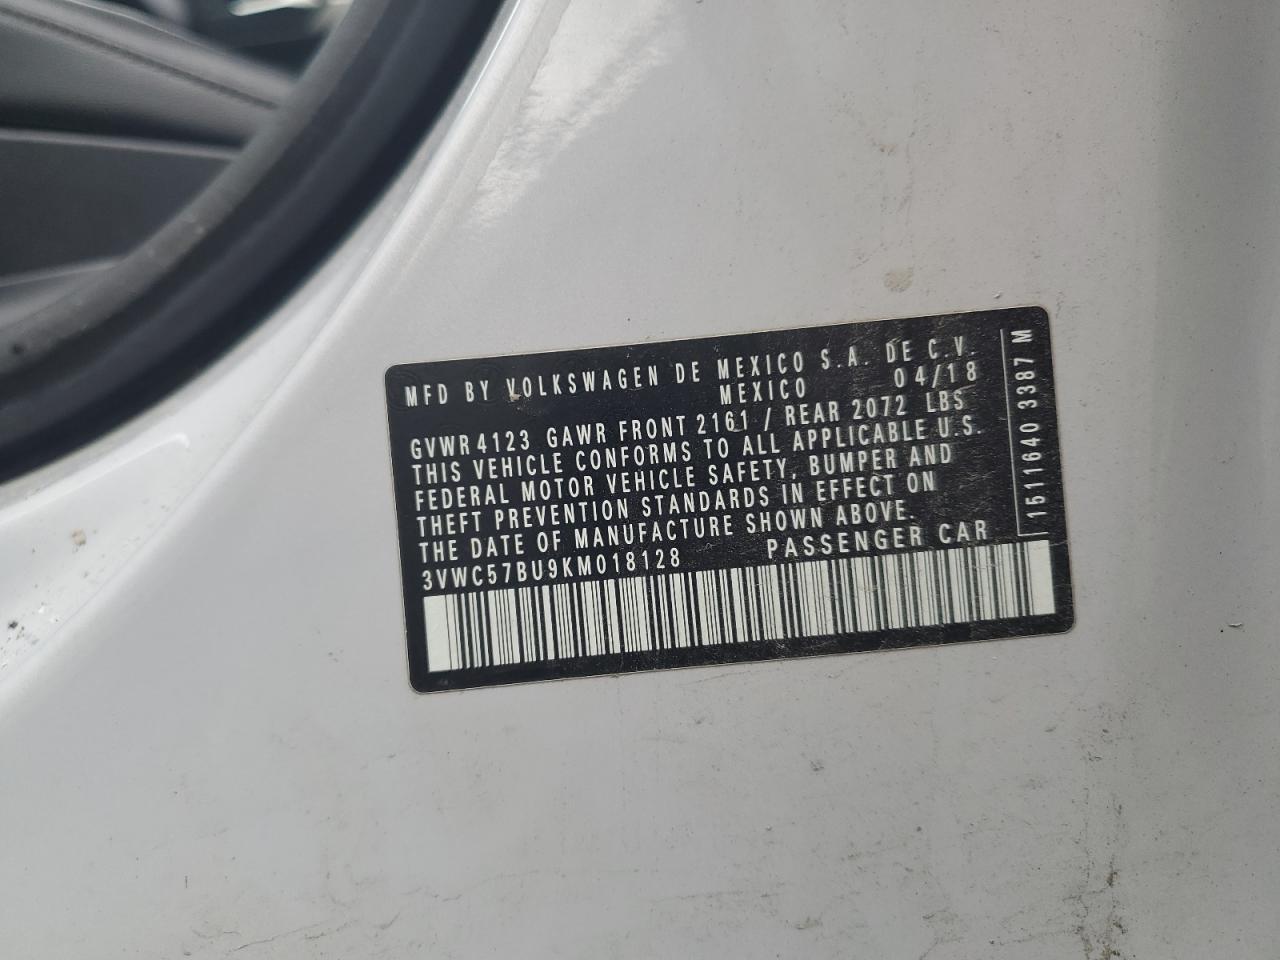 MFD BY VOLKSWAGEN DE MEXICO S.A. DE C.V.
MEXICO 04/18
GVWR 4123 GAWR FRONT 2161 / REAR 2072 LBS
THIS VEHICLE CONFORMS TO ALL APPLICABLE U.S.
FEDERAL MOTOR VEHICLE SAFETY, BUMPER AND
THEFT PREVENTION STANDARDS IN EFFECT ON
THE DATE OF MANUFACTURE SHOWN ABOVE.
3VWC57BU9KM018128 PASSENGER CAR
1511640 3387 M